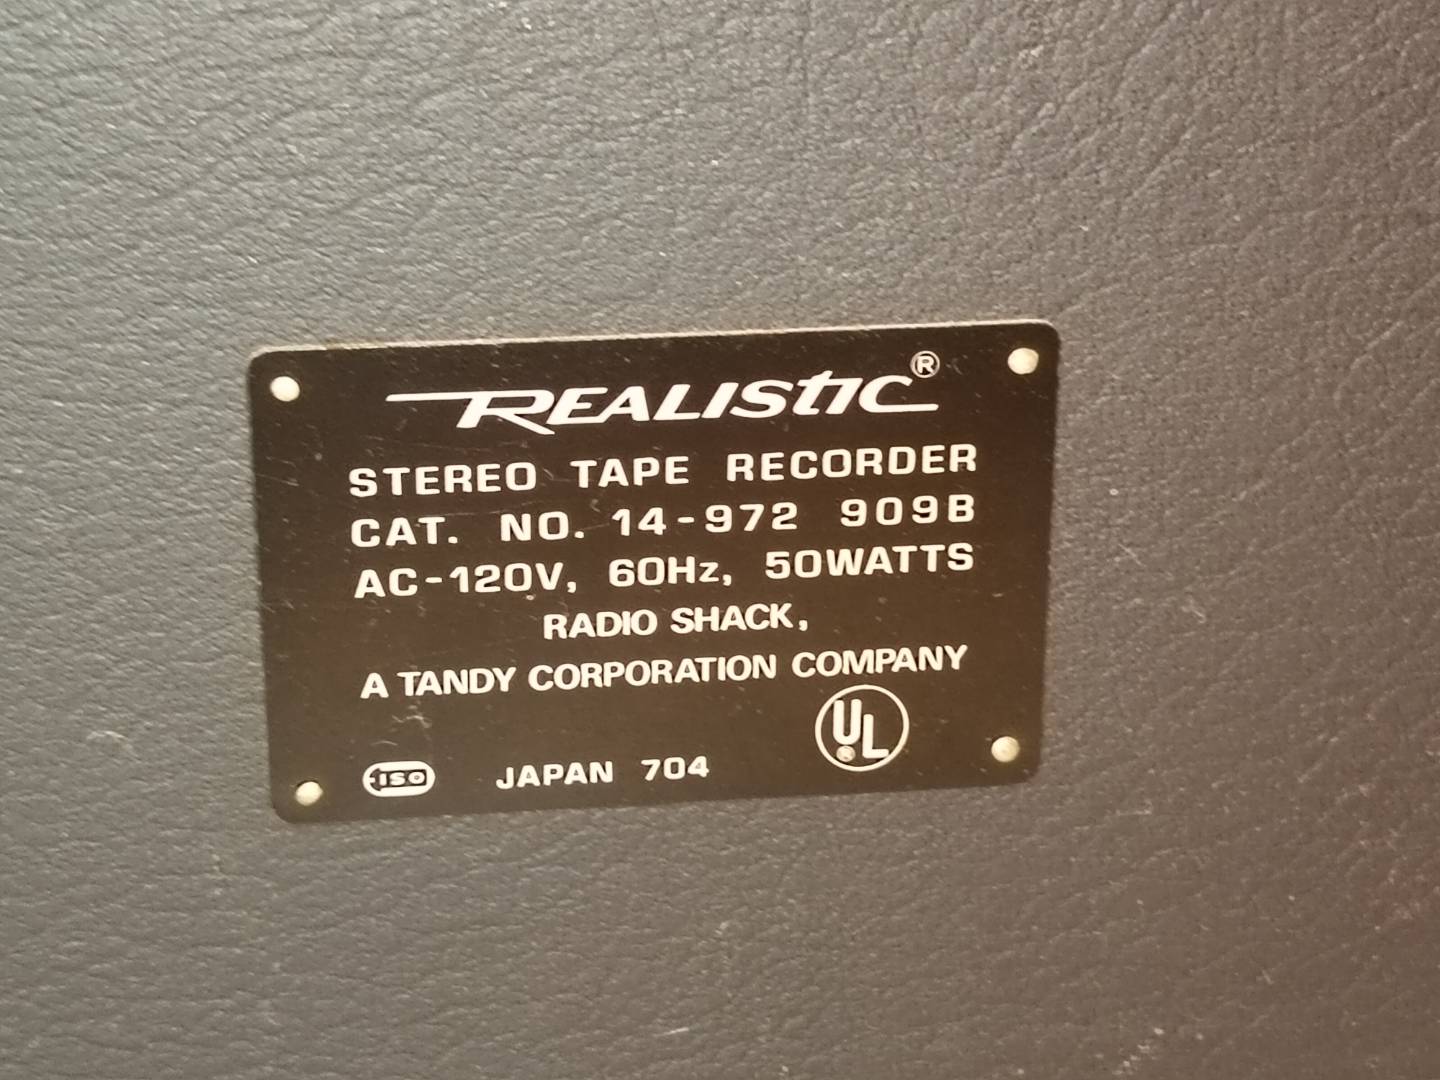 REALISTIC®
STEREO TAPE RECORDER
CAT. NO. 14-972 909B
AC-120V, 60Hz, 50WATTS
RADIO SHACK,
A TANDY CORPORATION COMPANY
UL®
ISO JAPAN 704